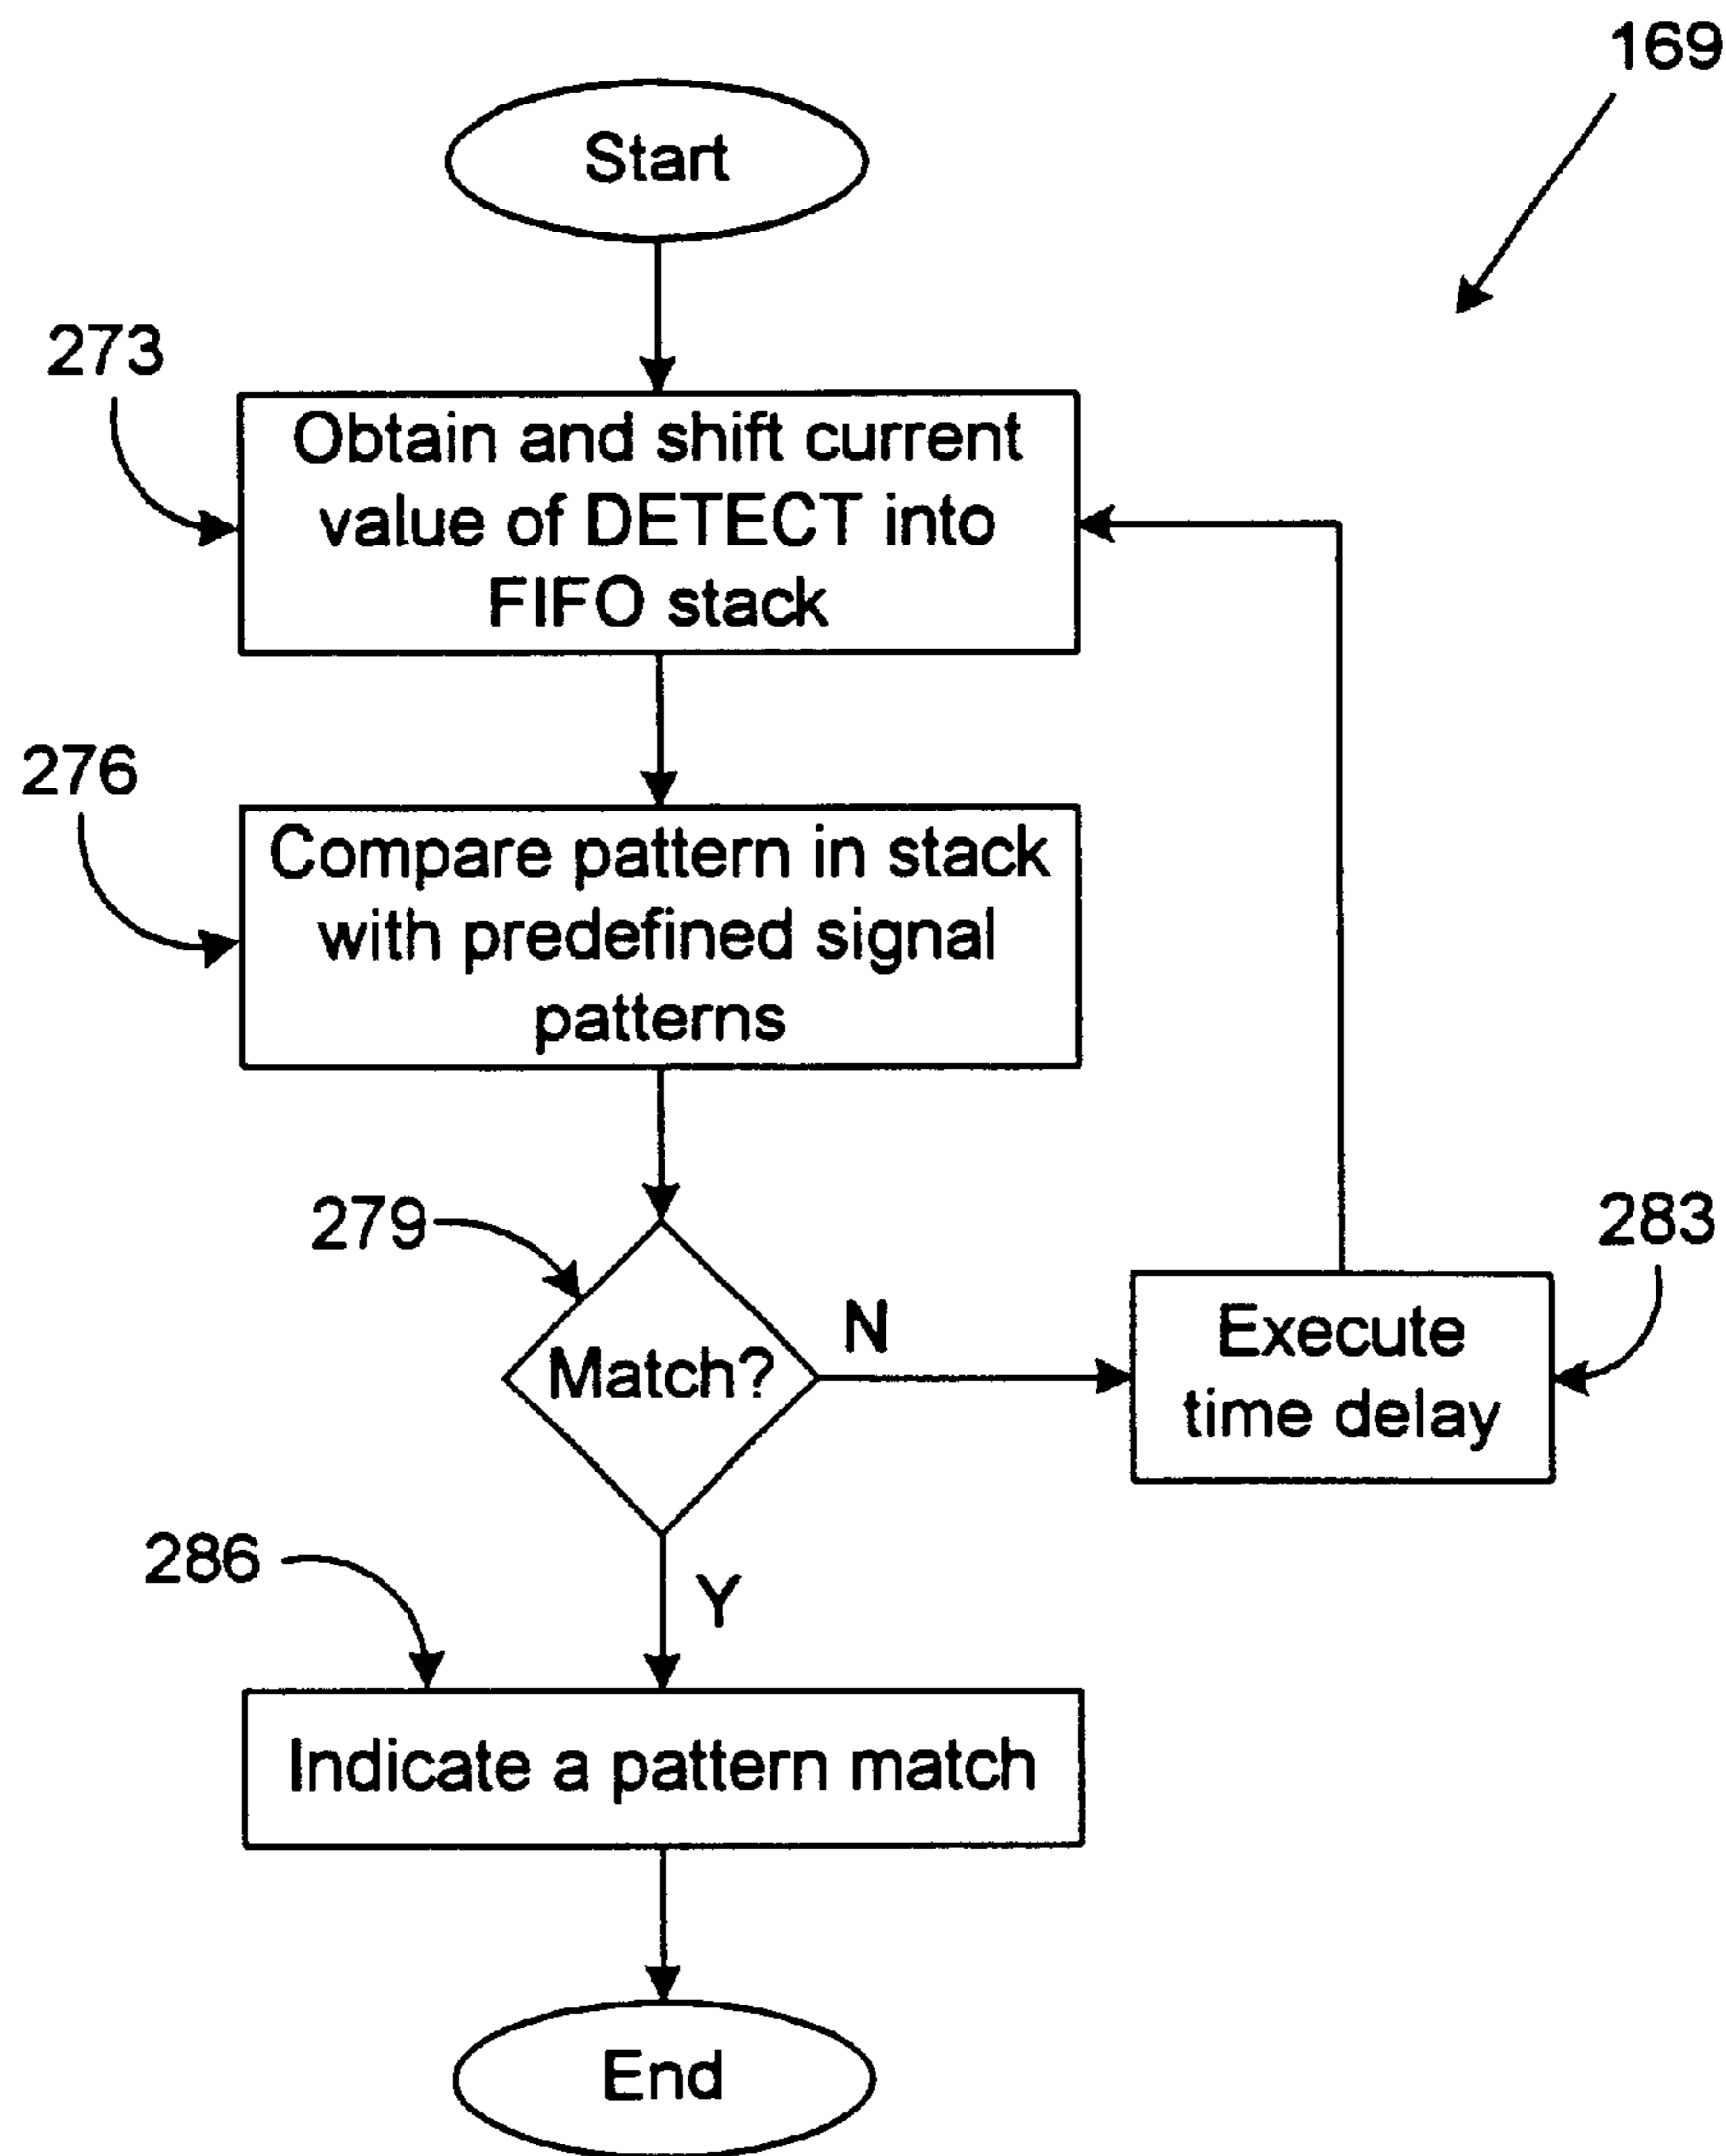 169
Start
273
Obtain and shift current
value of DETECT into
FIFO stack
276
Compare pattern in stack
with predefined signal
patterns
279
Match?
N
283
Execute
time delay
286
Y
Indicate a pattern match
End